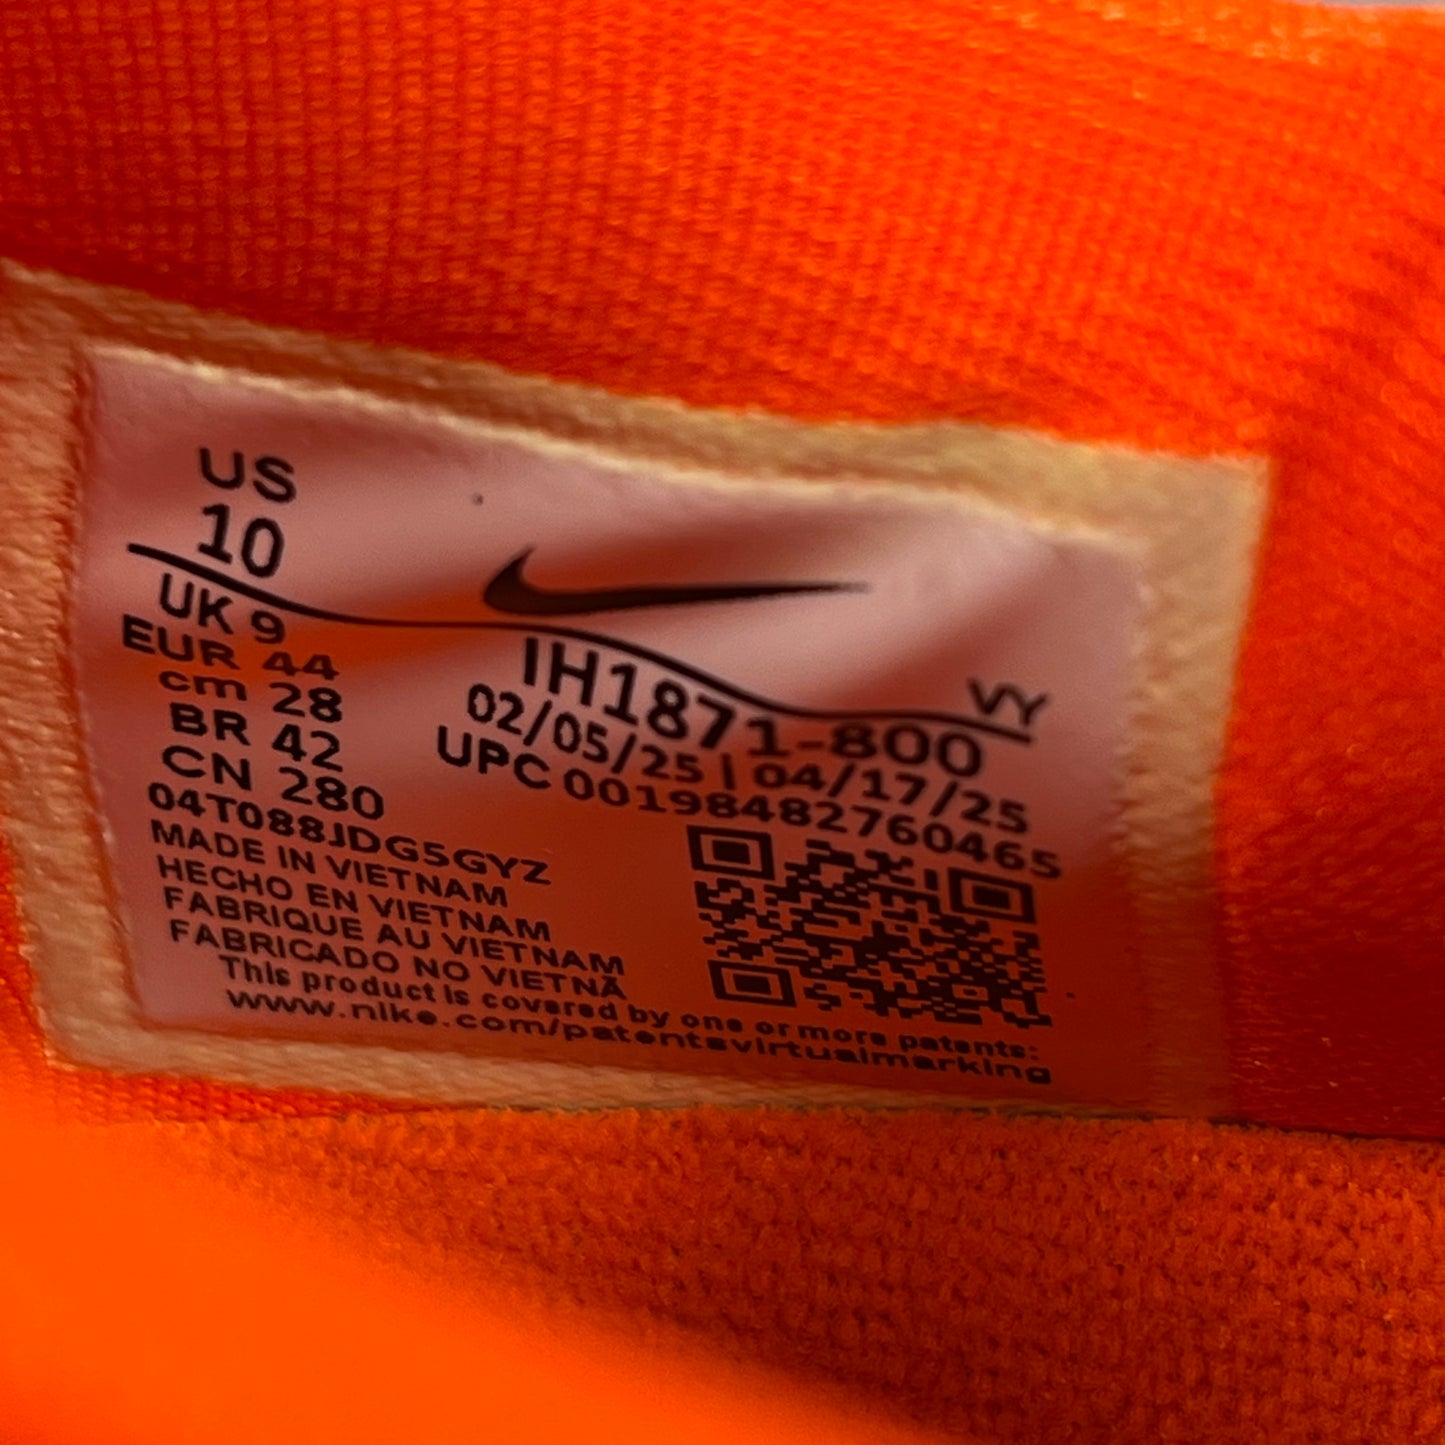 US
10
UK 9
EUR 44
cm 28
BR 42
CN 280
VY
IH1871-800
02/05/25 | 04/17/25
UPC 00198482760465
04T088JDG5GYZ
MADE IN VIETNAM
HECHO EN VIETNAM
FABRIQUE AU VIETNAM
FABRICADO NO VIETNÃ
This product is covered by one or more patents:
www.nike.com/patentsvirtualmarking